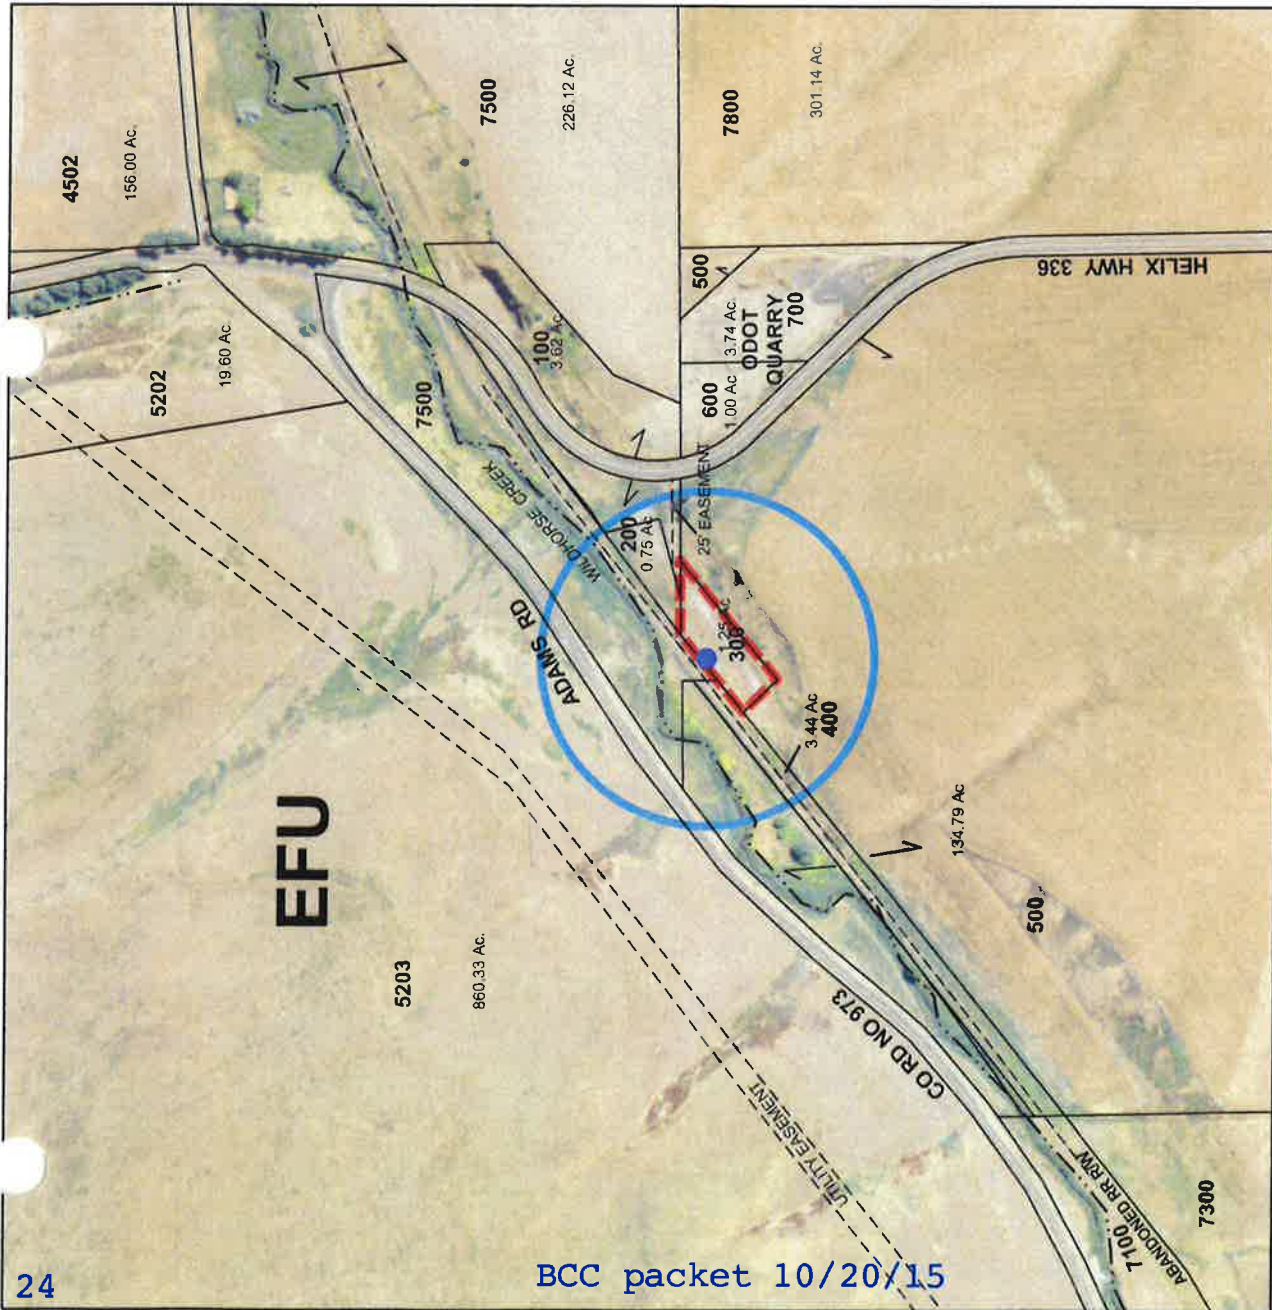 4502
156.00 Ac.
7500
226.12 Ac.
7800
301.14 Ac.
5202
19.60 Ac.
7500
100
3.62 Ac.
500
3.74 Ac.
ODOT
QUARRY
700
600
1.00 Ac
HELIX HWY 336
WILDHORSE CREEK
200
0.75 Ac
25' EASEMENT
ADAMS RD
1.25 Ac
300
3.44 Ac
400
134.79 Ac
500
EFU
5203
860.33 Ac.
CO RD NO 973
UTILITY EASEMENT
ABANDONED RR R/W
7100
7300
24
BCC packet 10/20/15